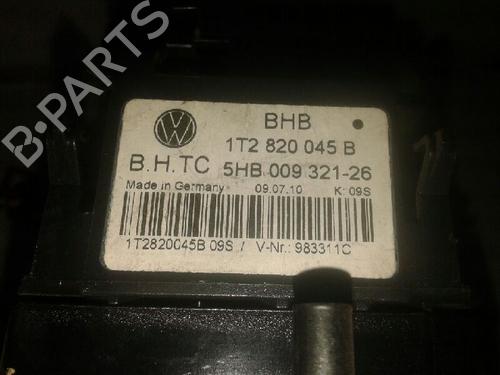 BHB
1T2 820 045 B
B.H.TC 5HB 009 321-26
Made in Germany 09.07.10 K: 09S
1T2820045B 09S / V-Nr.: 983311C
B-PARTS
B-PARTS